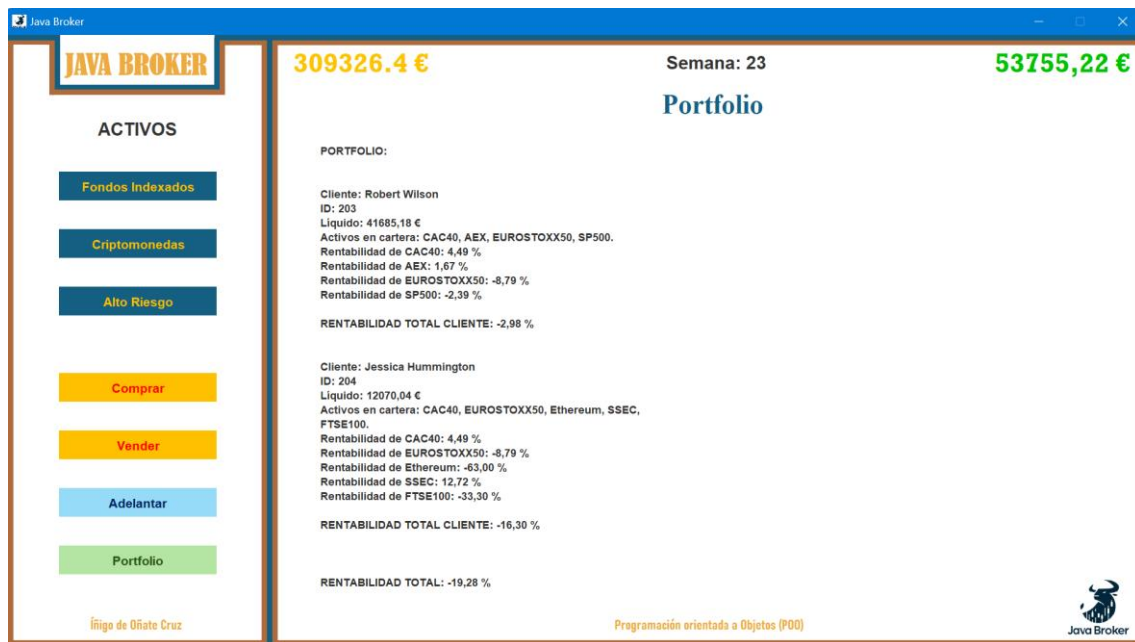 Java Broker
JAVA BROKER
ACTIVOS
Fondos Indexados
Criptomonedas
Alto Riesgo
Comprar
Vender
Adelantar
Portfolio
Íñigo de Oñate Cruz
309326.4 €
Semana: 23
53755,22 €
Portfolio
PORTFOLIO:
Cliente: Robert Wilson
ID: 203
Líquido: 41685,18 €
Activos en cartera: CAC40, AEX, EUROSTOXX50, SP500.
Rentabilidad de CAC40: 4,49 %
Rentabilidad de AEX: 1,67 %
Rentabilidad de EUROSTOXX50: -8,79 %
Rentabilidad de SP500: -2,39 %
RENTABILIDAD TOTAL CLIENTE: -2,98 %
Cliente: Jessica Hummington
ID: 204
Líquido: 12070,04 €
Activos en cartera: CAC40, EUROSTOXX50, Ethereum, SSEC,
FTSE100.
Rentabilidad de CAC40: 4,49 %
Rentabilidad de EUROSTOXX50: -8,79 %
Rentabilidad de Ethereum: -63,00 %
Rentabilidad de SSEC: 12,72 %
Rentabilidad de FTSE100: -33,30 %
RENTABILIDAD TOTAL CLIENTE: -16,30 %
RENTABILIDAD TOTAL: -19,28 %
Programación orientada a Objetos (POO)
Java Broker